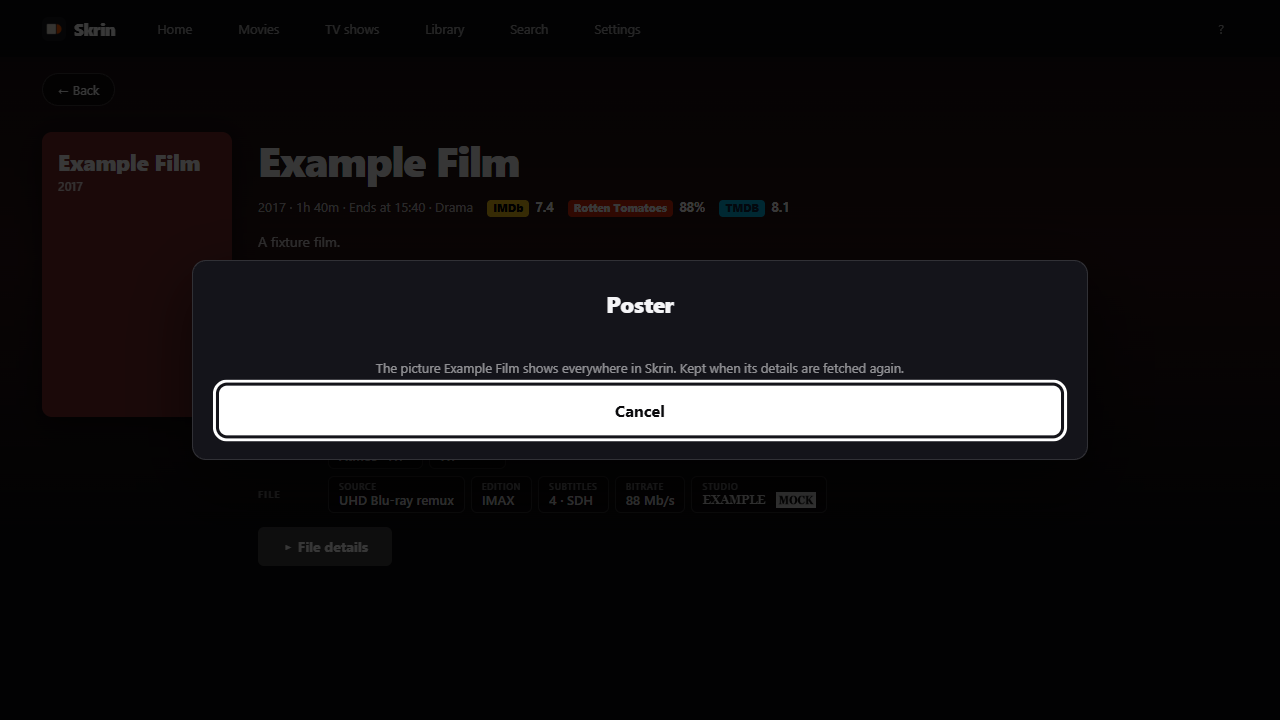 Skrin Home Movies TV shows Library Search Settings ?
← Back
Example Film
2017
Example Film
2017 · 1h 40m · Ends at 15:40 · Drama IMDb 7.4 Rotten Tomatoes 88% TMDB 8.1
A fixture film.
Poster
The picture Example Film shows everywhere in Skrin. Kept when its details are fetched again.
Cancel
FILE
SOURCE
UHD Blu-ray remux
EDITION
IMAX
SUBTITLES
4 · SDH
BITRATE
88 Mb/s
STUDIO
EXAMPLE MOCK
▸ File details